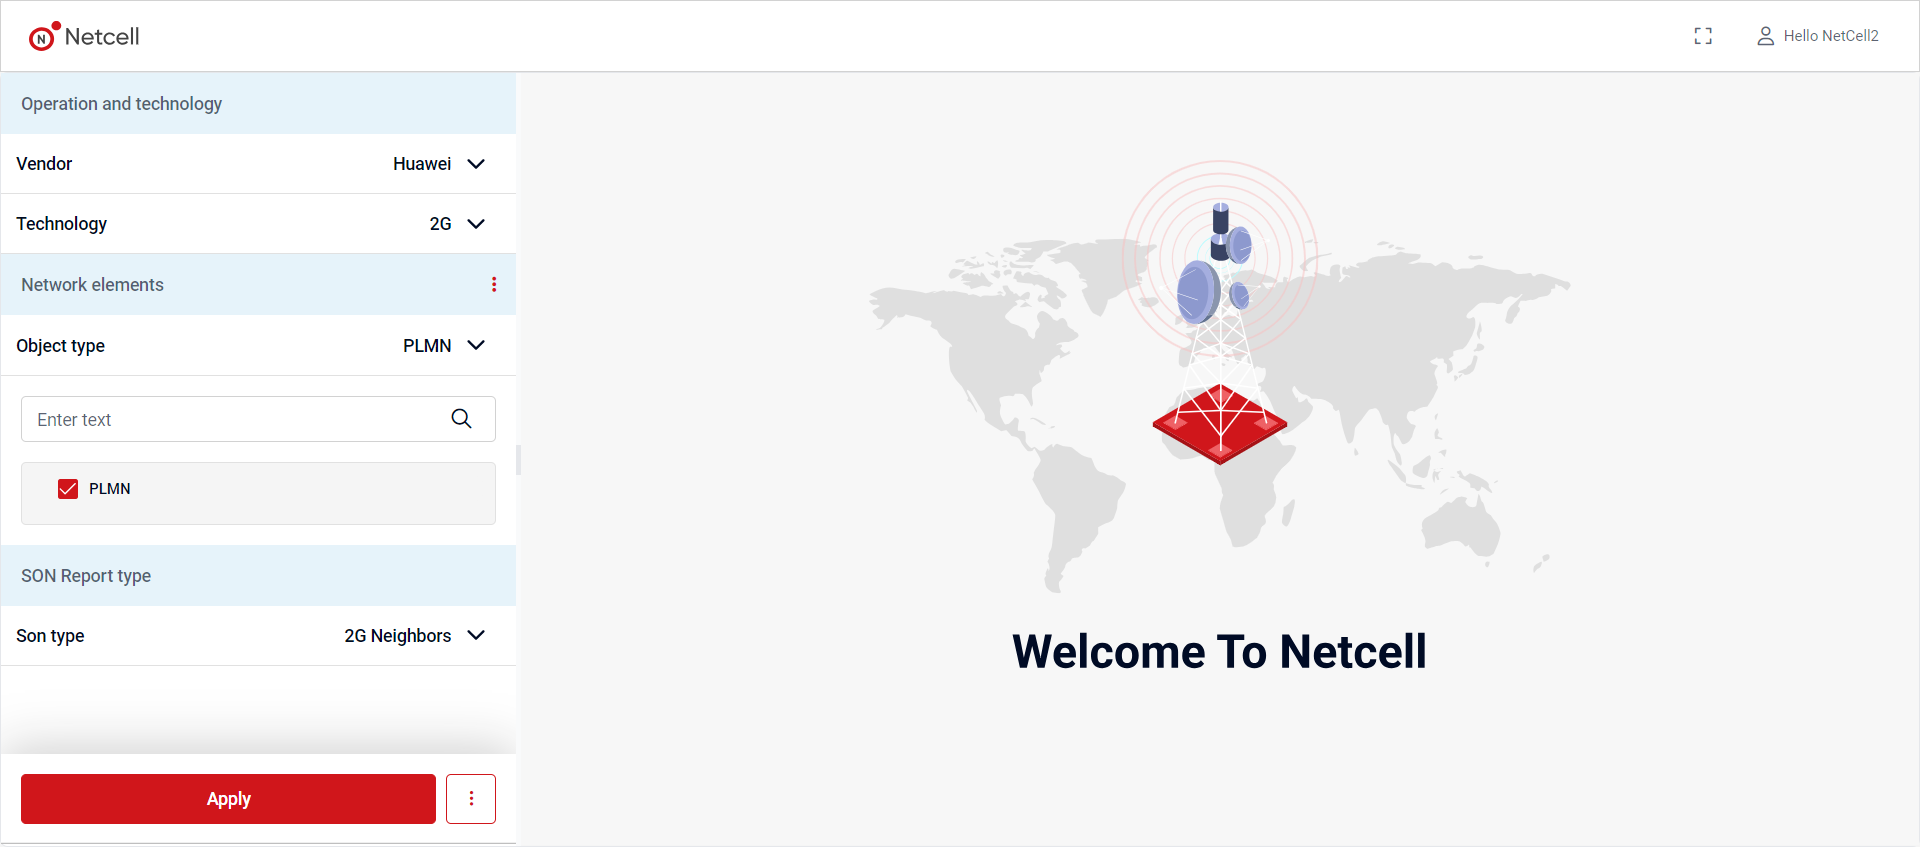 N Netcell
Hello NetCell2
Operation and technology
Vendor Huawei
Technology 2G
Network elements
Object type PLMN
Enter text
PLMN
SON Report type
Son type 2G Neighbors
Apply
Welcome To Netcell